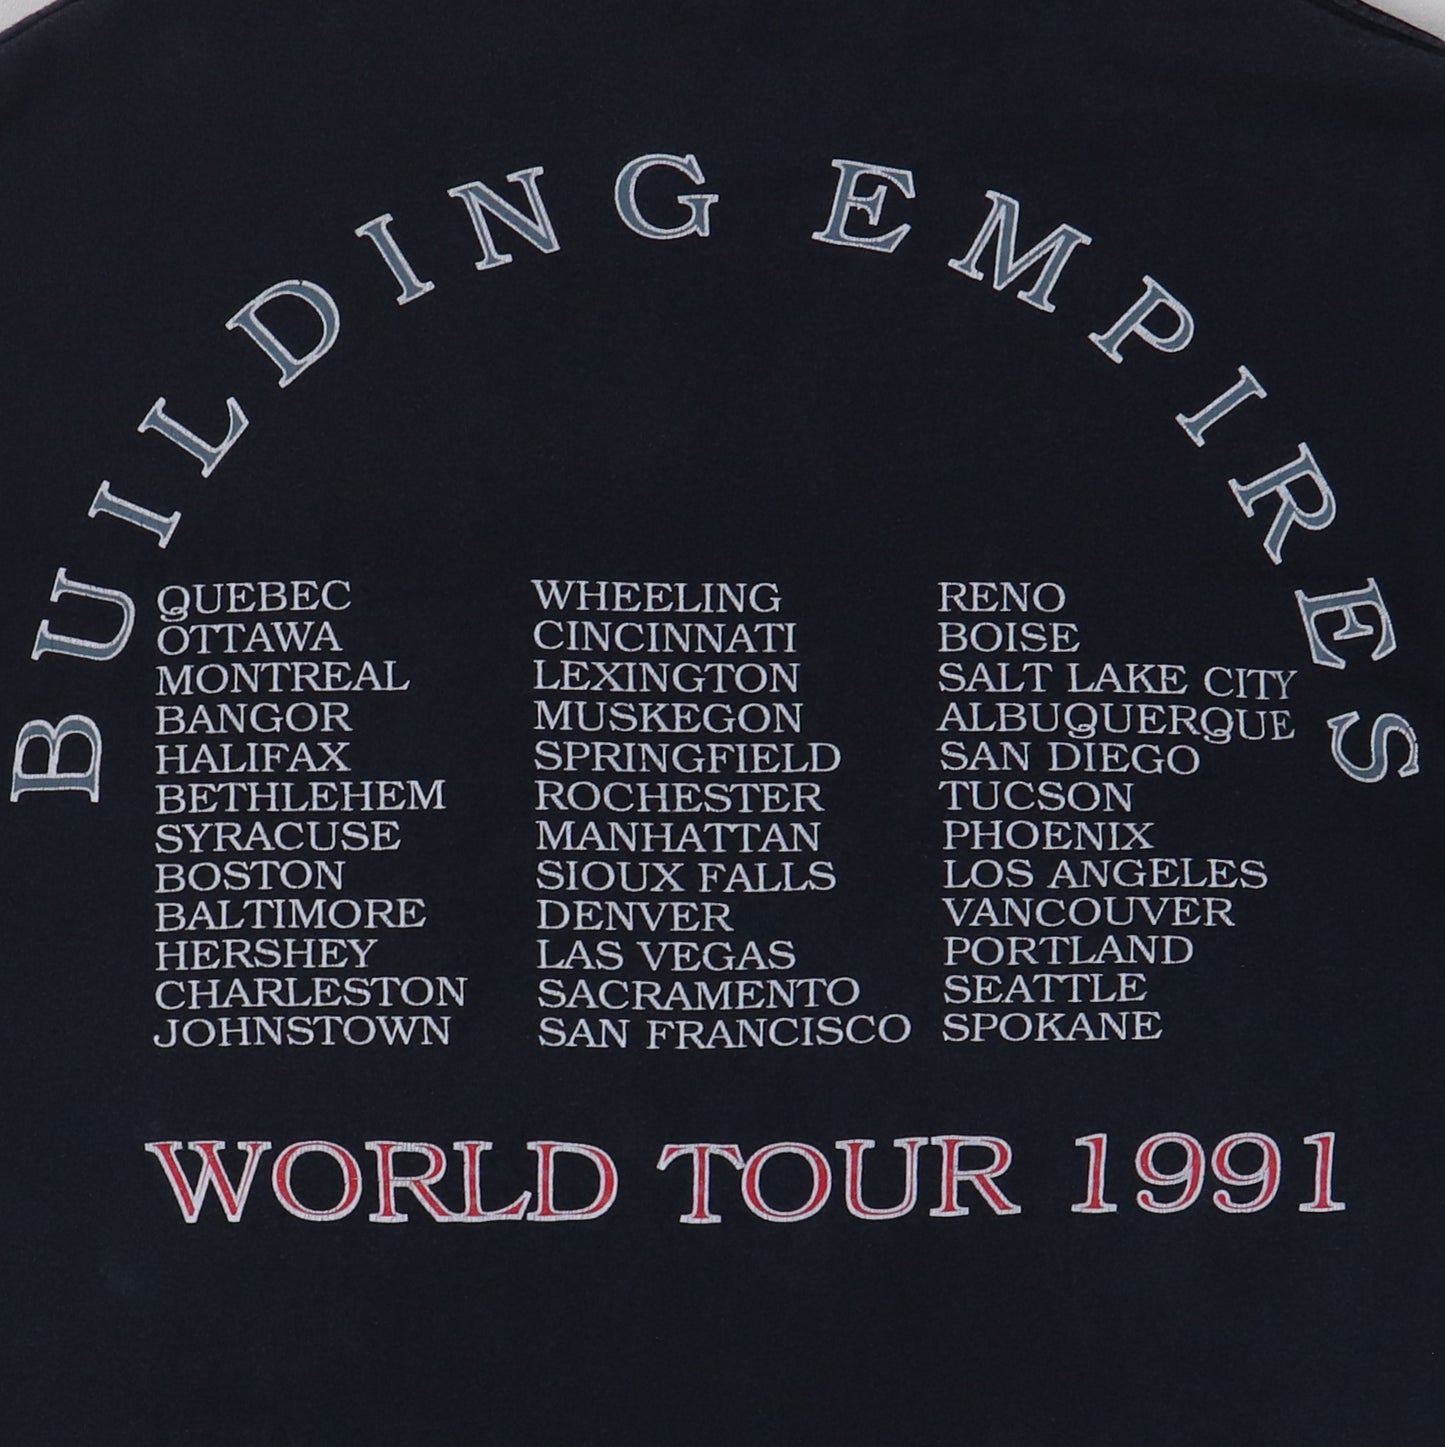 BUILDING EMPIRES
QUEBEC
OTTAWA
MONTREAL
BANGOR
HALIFAX
BETHLEHEM
SYRACUSE
BOSTON
BALTIMORE
HERSHEY
CHARLESTON
JOHNSTOWN
WHEELING
CINCINNATI
LEXINGTON
MUSKEGON
SPRINGFIELD
ROCHESTER
MANHATTAN
SIOUX FALLS
DENVER
LAS VEGAS
SACRAMENTO
SAN FRANCISCO
RENO
BOISE
SALT LAKE CITY
ALBUQUERQUE
SAN DIEGO
TUCSON
PHOENIX
LOS ANGELES
VANCOUVER
PORTLAND
SEATTLE
SPOKANE
WORLD TOUR 1991